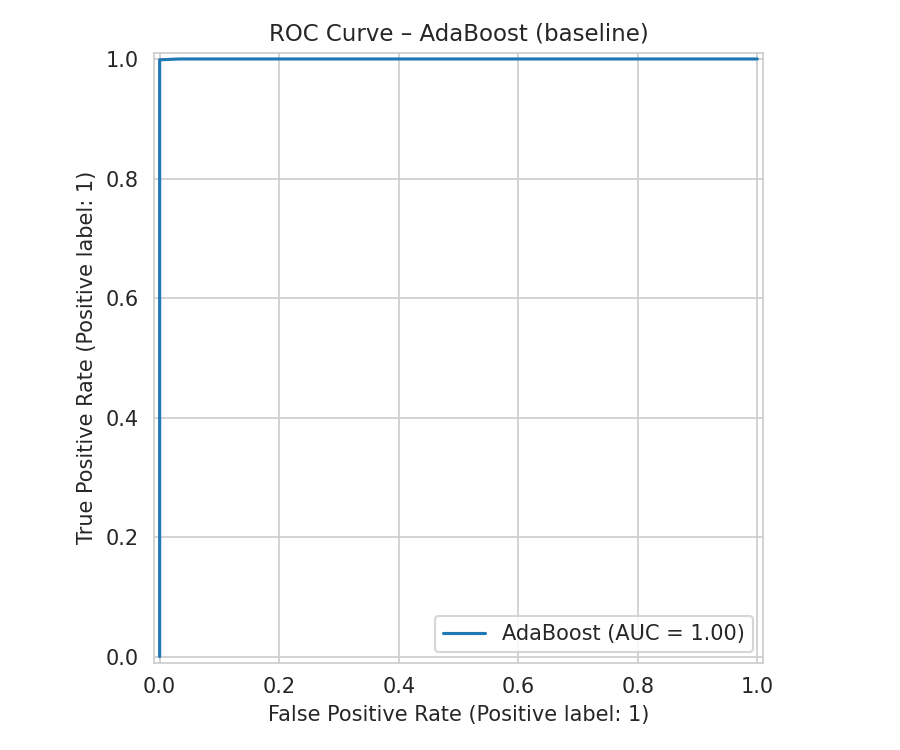 ROC Curve – AdaBoost (baseline)
True Positive Rate (Positive label: 1)
1.0
0.8
0.6
0.4
0.2
0.0
AdaBoost (AUC = 1.00)
0.0 0.2 0.4 0.6 0.8 1.0
False Positive Rate (Positive label: 1)